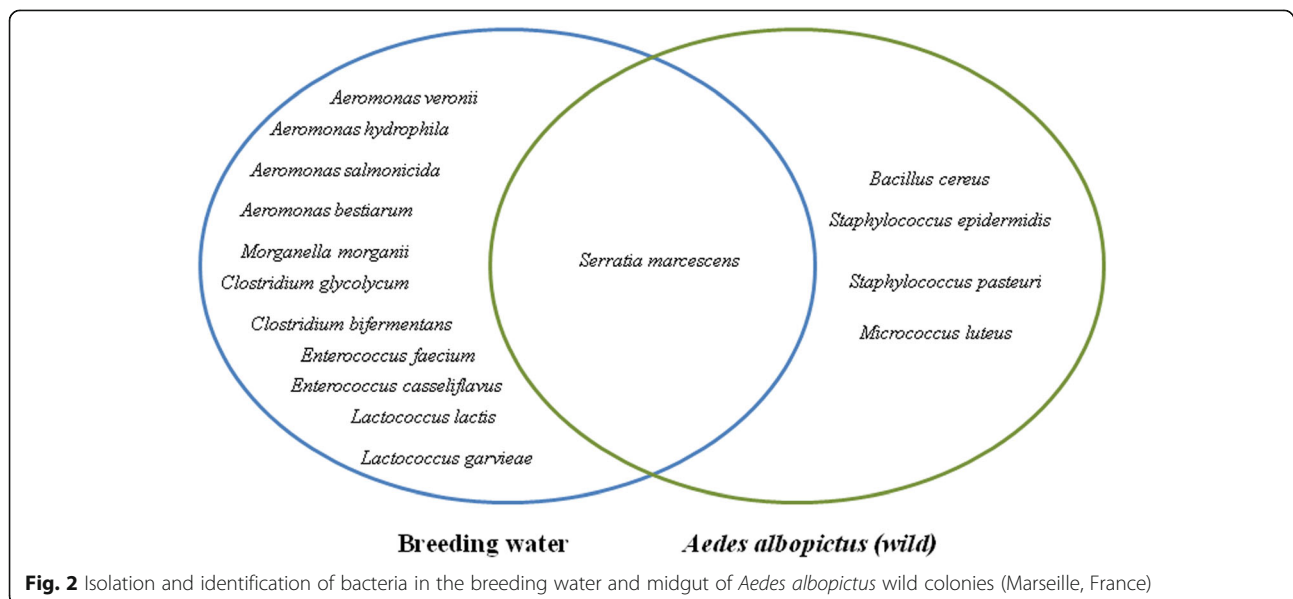 Aeromonas veronii
Aeromonas hydrophila
Aeromonas salmonicida
Aeromonas bestiarum
Morganella morganii
Clostridium glycolycum
Clostridium bifermentans
Enterococcus faecium
Enterococcus casseliflavus
Lactococcus lactis
Lactococcus garvieae
Serratia marcescens
Bacillus cereus
Staphylococcus epidermidis
Staphylococcus pasteuri
Micrococcus luteus
Breeding water
Aedes albopictus (wild)
Fig. 2 Isolation and identification of bacteria in the breeding water and midgut of Aedes albopictus wild colonies (Marseille, France)